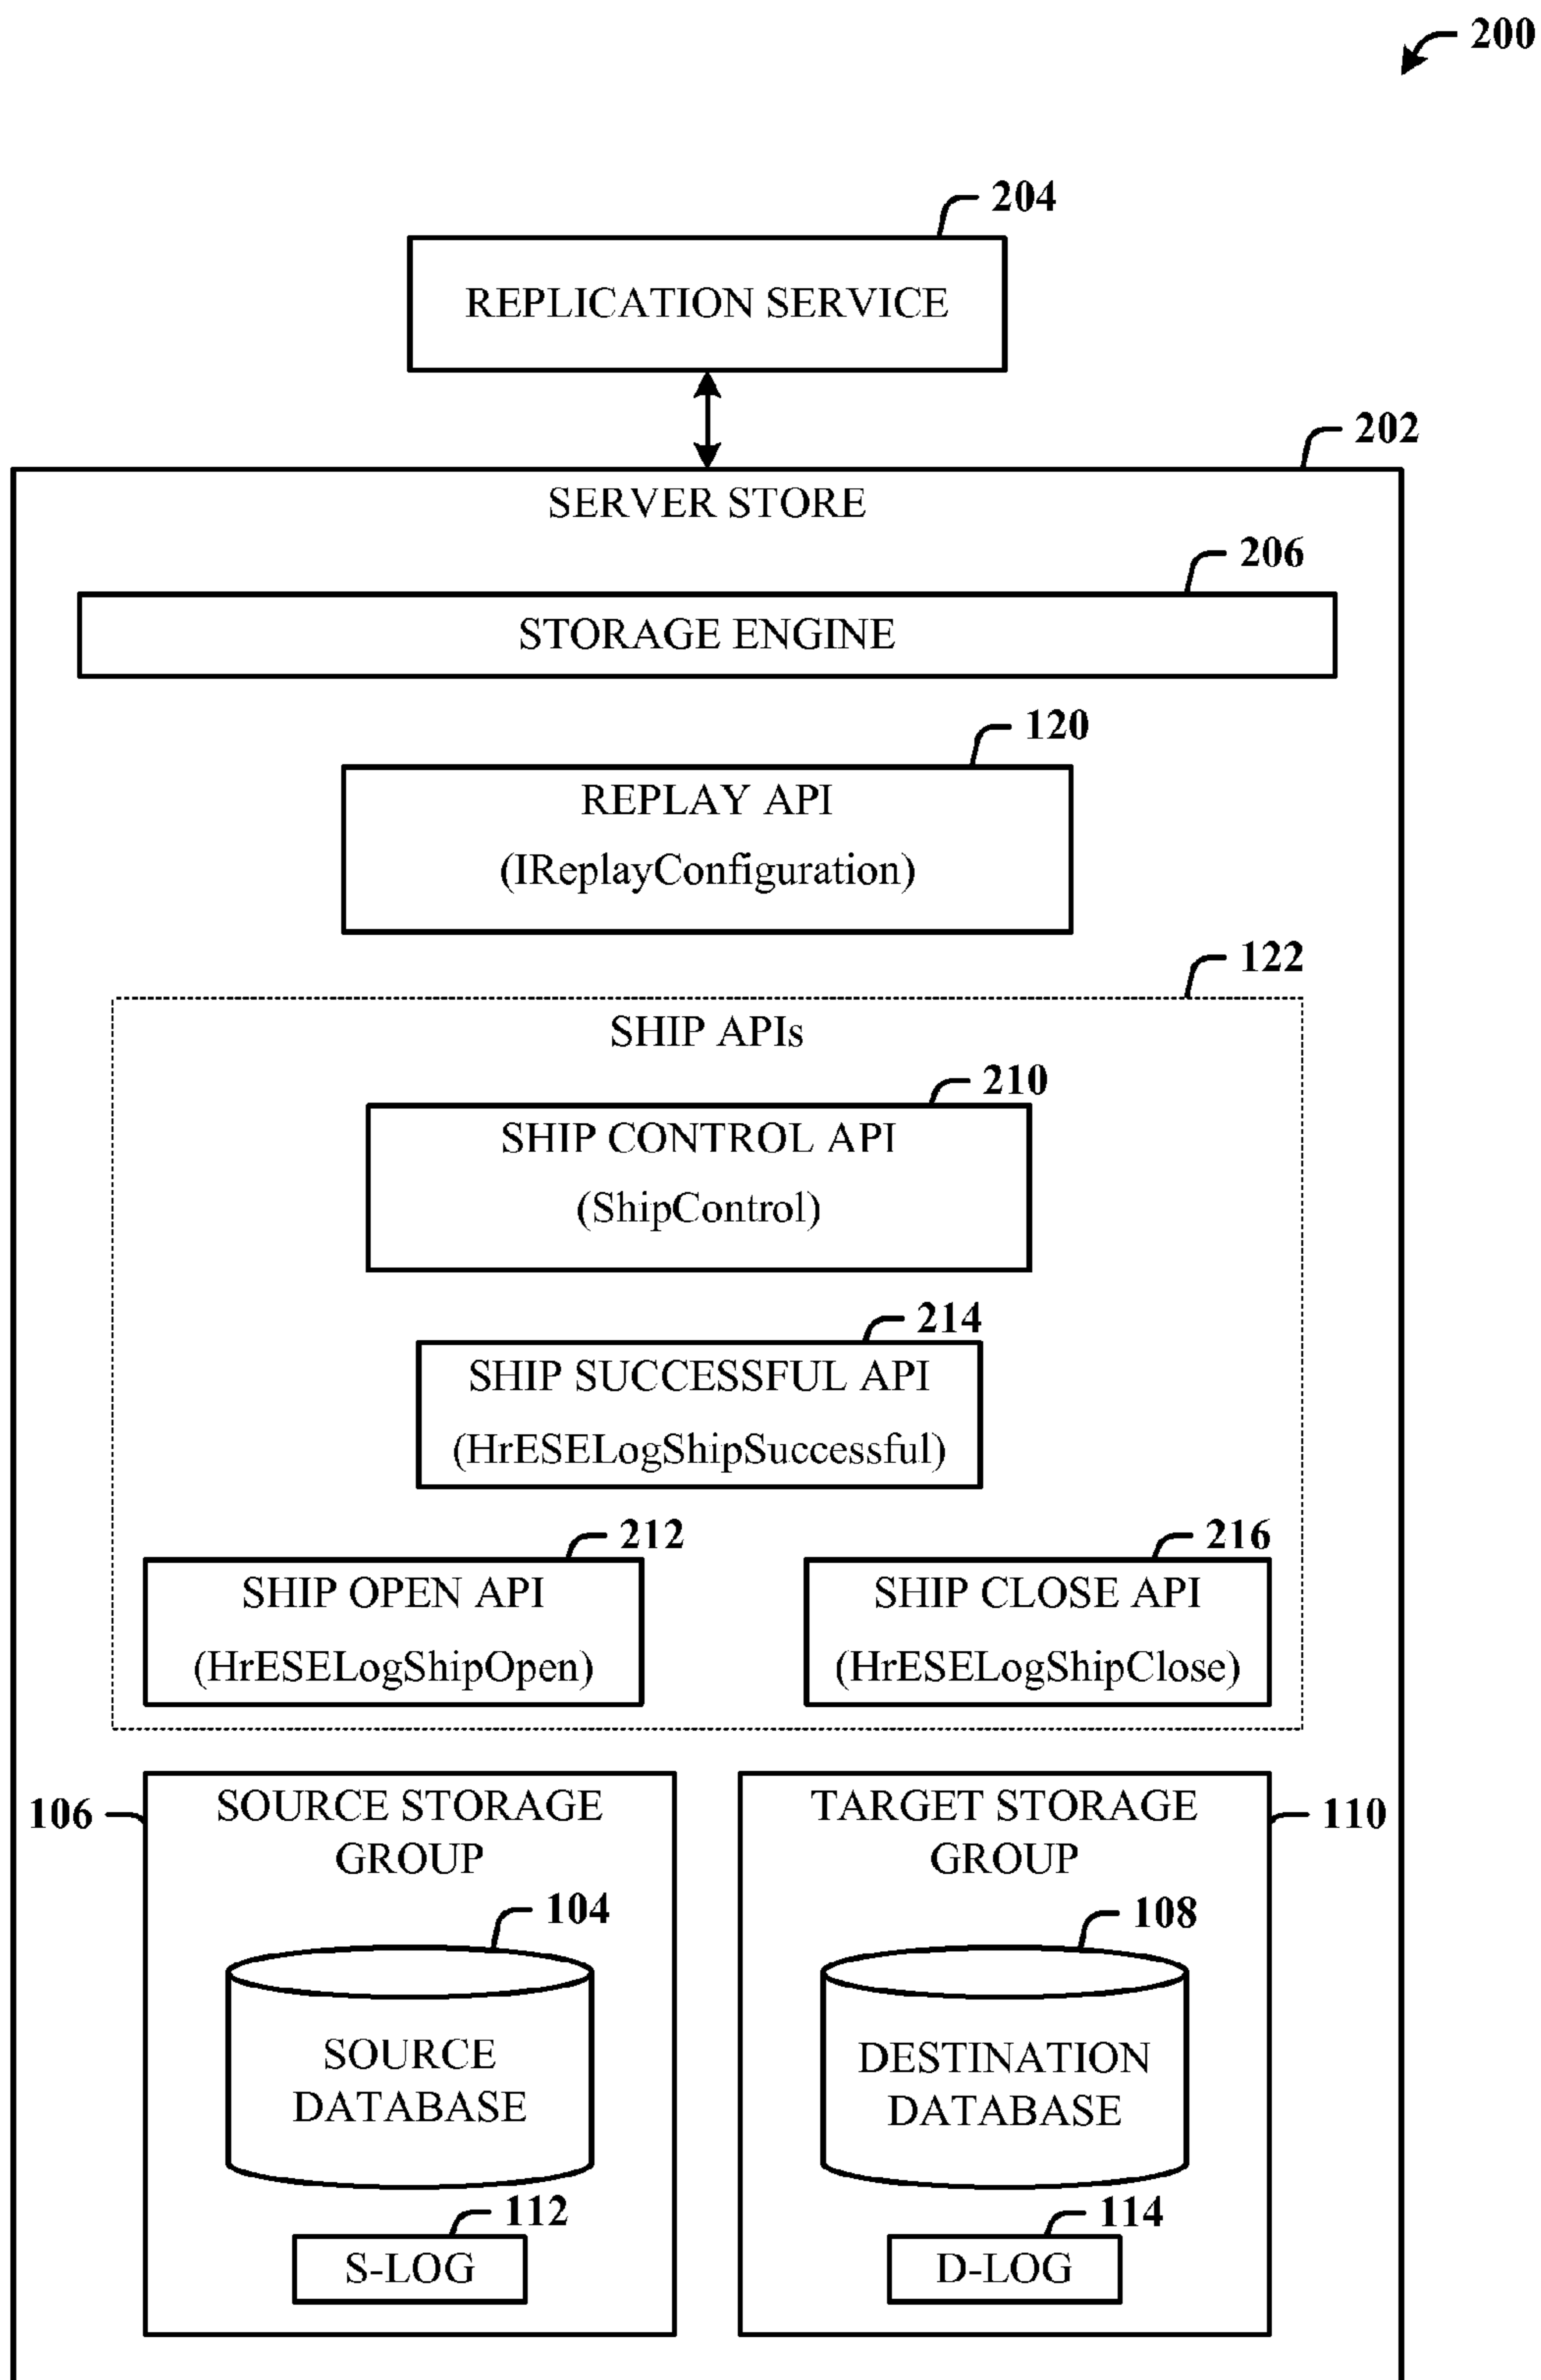 200
204
REPLICATION SERVICE
202
SERVER STORE
206
STORAGE ENGINE
120
REPLAY API
(IReplayConfiguration)
122
SHIP APIs
210
SHIP CONTROL API
(ShipControl)
214
SHIP SUCCESSFUL API
(HrESELogShipSuccessful)
212
SHIP OPEN API
(HrESELogShipOpen)
216
SHIP CLOSE API
(HrESELogShipClose)
106
SOURCE STORAGE
GROUP
104
SOURCE
DATABASE
112
S-LOG
TARGET STORAGE
GROUP
110
108
DESTINATION
DATABASE
114
D-LOG